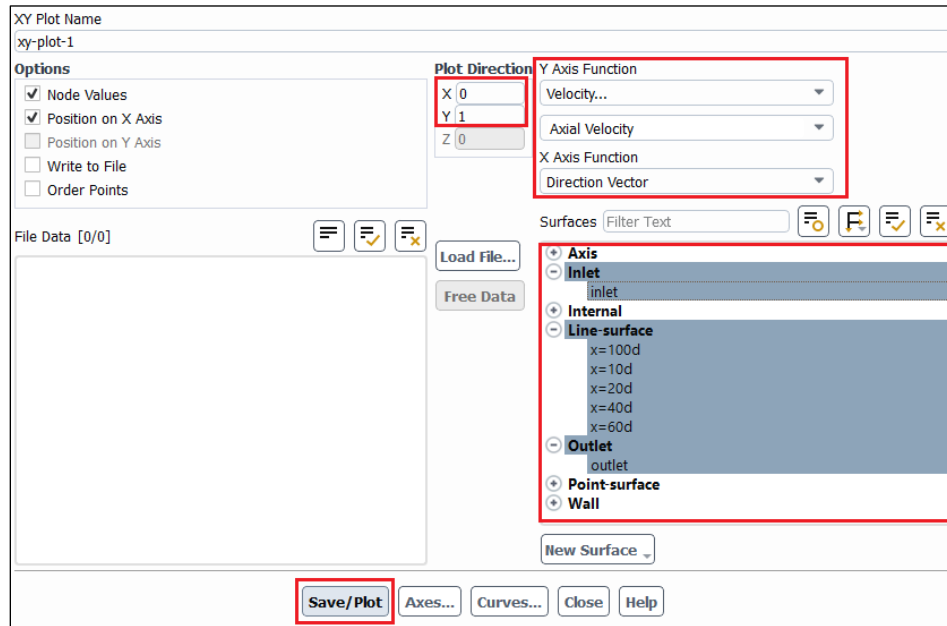 XY Plot Name
xy-plot-1
Options
Node Values
Position on X Axis
Position on Y Axis
Write to File
Order Points
Plot Direction
X 0
Y 1
Z 0
Y Axis Function
Velocity...
Axial Velocity
X Axis Function
Direction Vector
File Data [0/0]
Load File...
Free Data
Surfaces Filter Text
Axis
Inlet
inlet
Internal
Line-surface
x=100d
x=10d
x=20d
x=40d
x=60d
Outlet
outlet
Point-surface
Wall
New Surface
Save/Plot Axes... Curves... Close Help